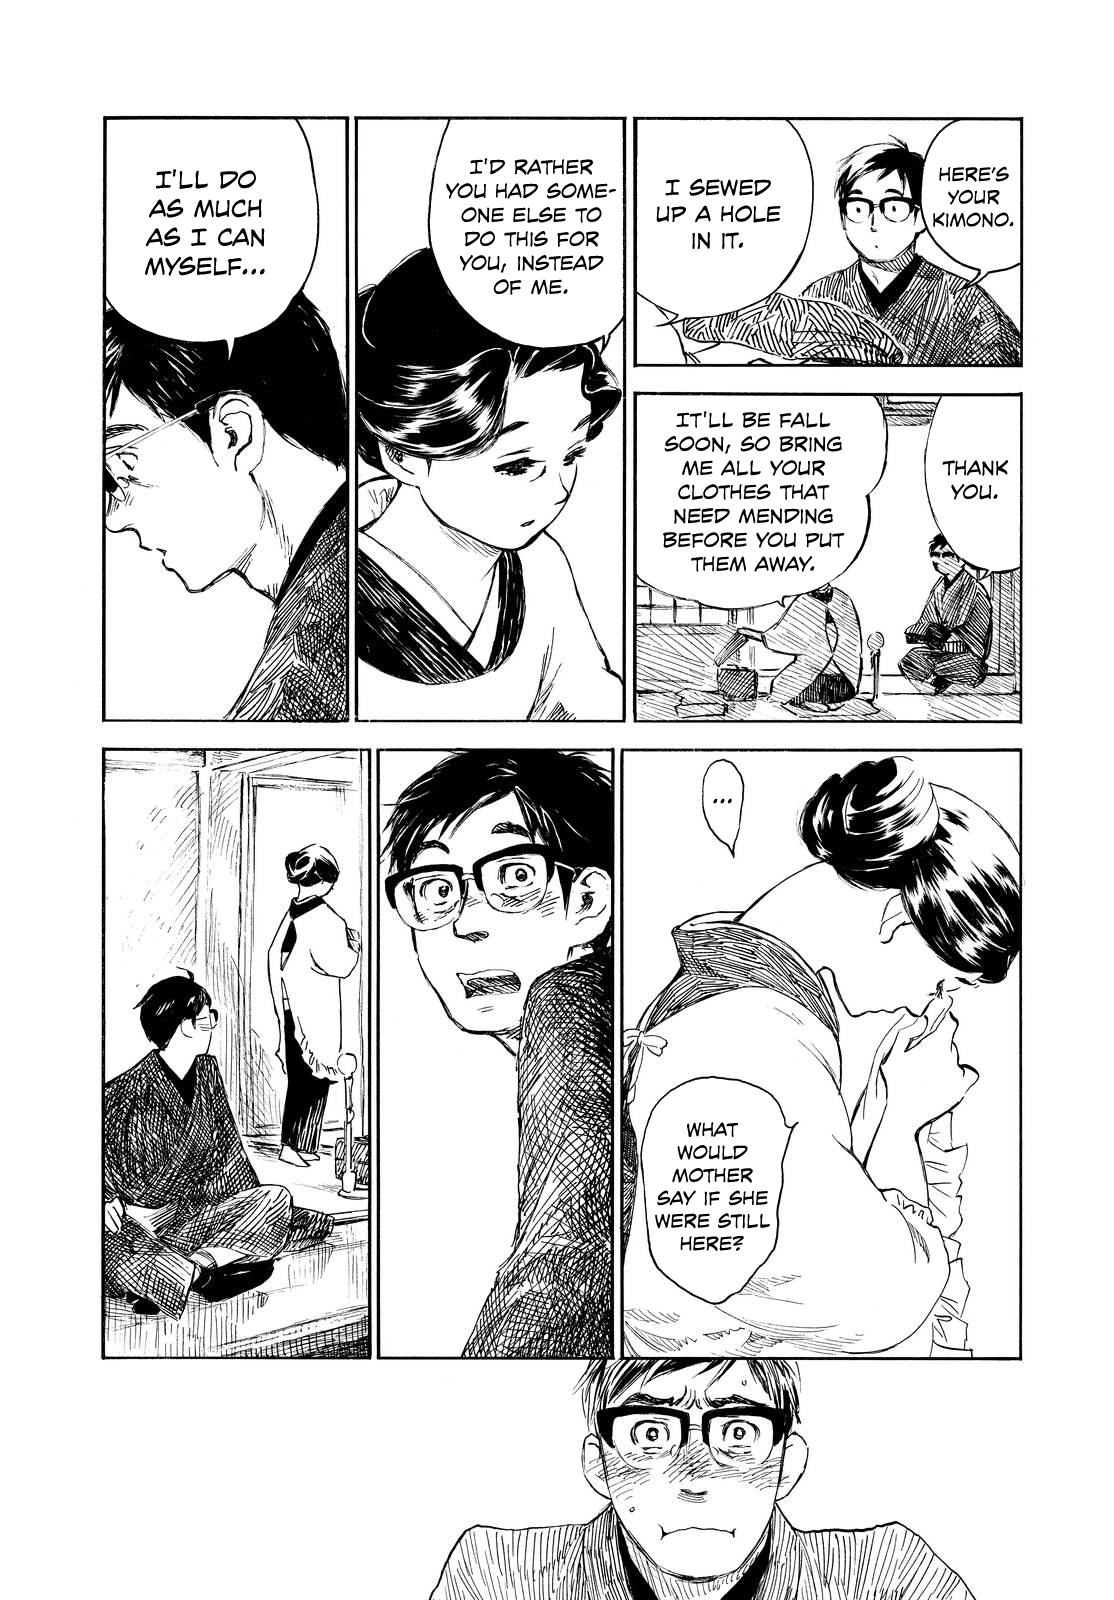 HERE'S
YOUR
KIMONO.
I SEWED
UP A HOLE
IN IT.
THANK
YOU.
IT'LL BE FALL
SOON, SO BRING
ME ALL YOUR
CLOTHES THAT
NEED MENDING
BEFORE YOU PUT
THEM AWAY.
I'D RATHER
YOU HAD SOME-
ONE ELSE TO
DO THIS FOR
YOU, INSTEAD
OF ME.
I'LL DO
AS MUCH
AS I CAN
MYSELF...
...
WHAT
WOULD
MOTHER
SAY IF SHE
WERE STILL
HERE?